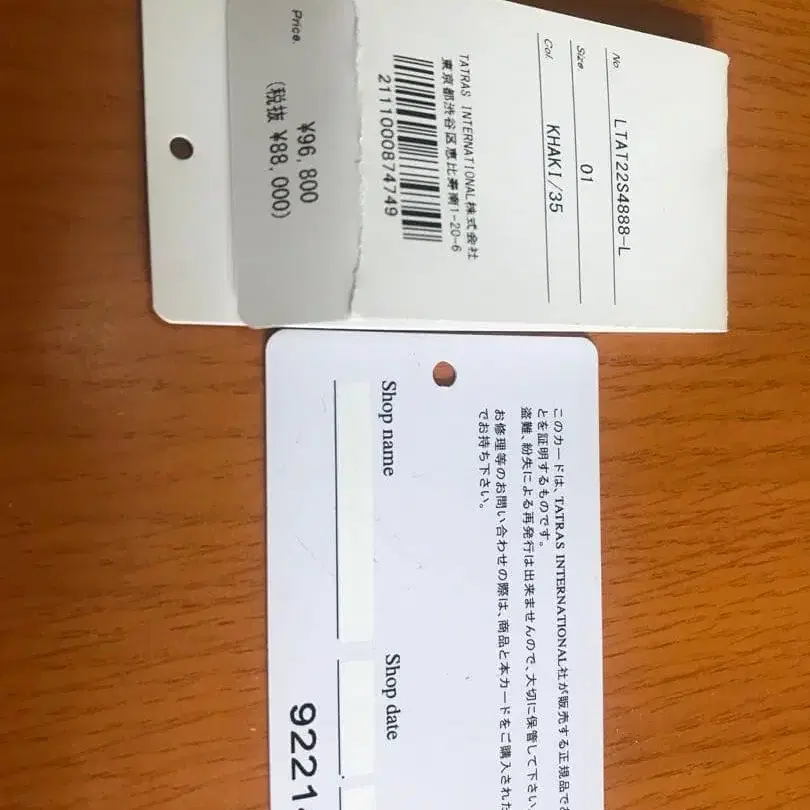 No. LTAT22S4888-L
Size. 01
Col. KHAKI/35
TATRAS INTERNATIONAL株式会社
東京都渋谷区恵比寿南1-20-6
2111000874749
Price.
¥96,800
(税抜 ¥88,000)
このカードは、TATRAS INTERNATIONAL社が販売する正規品で
とを証明するものです。
盗難、紛失による再発行は出来ませんので、大切に保管して下さい。
お修理等のお問い合わせの際は、商品と本カードをご購入された
でお持ち下さい。
Shop name
Shop date
9221